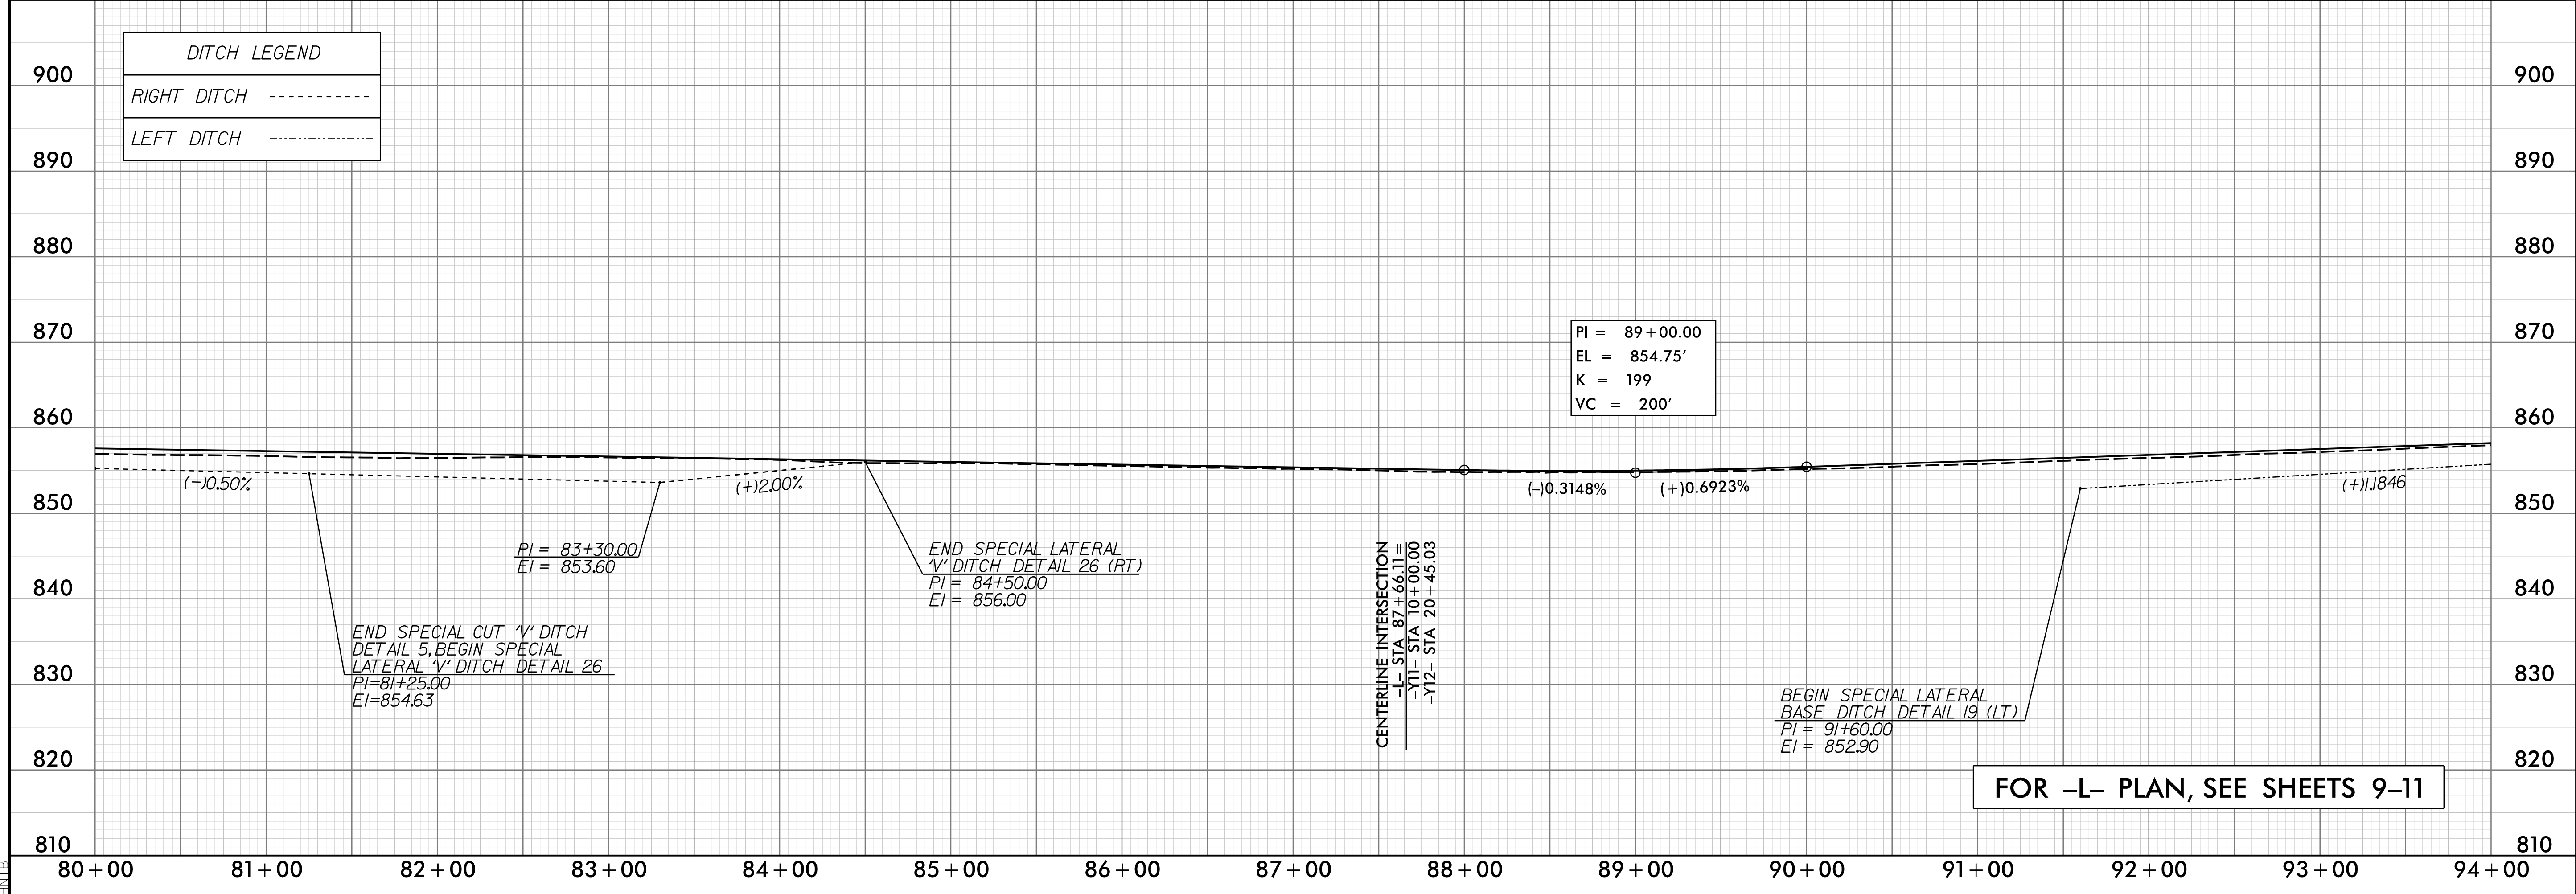 DITCH LEGEND
RIGHT DITCH
LEFT DITCH
900
890
880
870
860
850
840
830
820
810
900
890
880
870
860
850
840
830
820
810
PI = 89+00.00
EL = 854.75'
K = 199
VC = 200'
(-)0.50%
(+)2.00%
(-)0.3148%
(+)0.6923%
(+)1.1846
PI = 83+30.00
EI = 853.60
END SPECIAL LATERAL
'V' DITCH DETAIL 26 (RT)
PI = 84+50.00
EI = 856.00
END SPECIAL CUT 'V' DITCH
DETAIL 5, BEGIN SPECIAL
LATERAL 'V' DITCH DETAIL 26
PI=81+25.00
EI=854.63
CENTERLINE INTERSECTION
-L- STA 87+66.11 =
-Y11- STA 10+00.00
-Y12- STA 20+45.03
BEGIN SPECIAL LATERAL
BASE DITCH DETAIL 19 (LT)
PI = 91+60.00
EI = 852.90
FOR -L- PLAN, SEE SHEETS 9-11
80+00 81+00 82+00 83+00 84+00 85+00 86+00 87+00 88+00 89+00 90+00 91+00 92+00 93+00 94+00